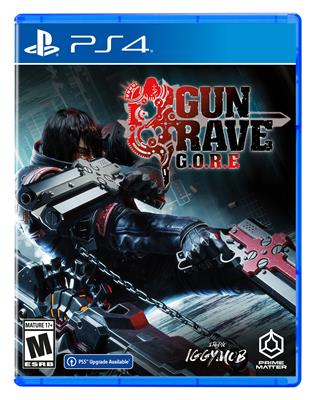 PS4
GUN
GRAVE
G.O.R.E
MATURE 17+
M
ESRB
PS5 Upgrade Available
IGGYMOB
PRIME
MATTER